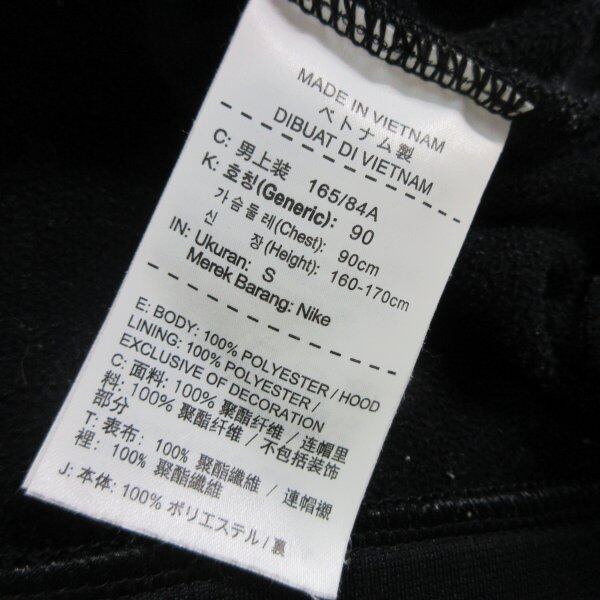 MADE IN VIETNAM
ベトナム製
DIBUAT DI VIETNAM
C: 男上装 165/84A
K: 호칭(Generic): 90
가슴둘레(Chest): 90cm
신 장(Height): 160-170cm
IN: Ukuran: S
Merek Barang: Nike
E: BODY: 100% POLYESTER / HOOD
LINING: 100% POLYESTER /
EXCLUSIVE OF DECORATION
C: 面料: 100% 聚酯纤维 / 连帽里
料: 100% 聚酯纤维 / 不包括装饰
部分
T: 表布: 100% 聚酯纖維 / 連帽襯
裡: 100% 聚酯纖維
J: 本体: 100% ポリエステル / 裏